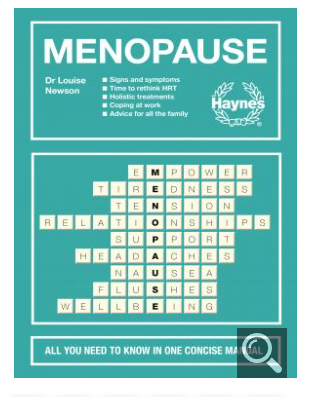 MENOPAUSE
Dr Louise
Newson
■ Signs and symptoms
■ Time to rethink HRT
■ Holistic treatments
■ Coping at work
■ Advice for all the family
Haynes
®
EMPOWER
TIREDNESS
TENSION
RELATIONSHIPS
SUPPORT
HEADACHES
NAUSEA
FLUSHES
WELLBEING
ALL YOU NEED TO KNOW IN ONE CONCISE MANUAL